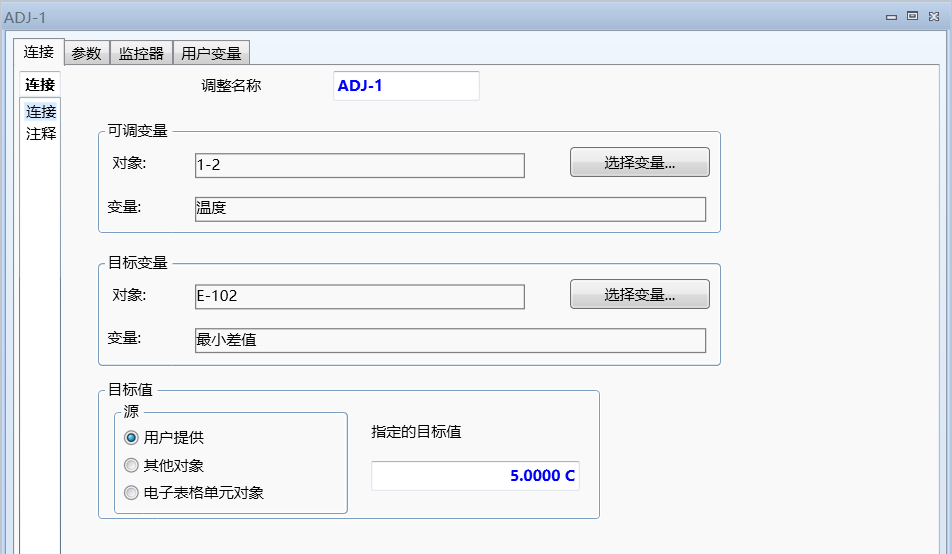 ADJ-1
连接 参数 监控器 用户变量
连接
连接
注释
调整名称 ADJ-1
可调变量
对象: 1-2 选择变量...
变量: 温度
目标变量
对象: E-102 选择变量...
变量: 最小差值
目标值
源
用户提供
其他对象
电子表格单元对象
指定的目标值
5.0000 C